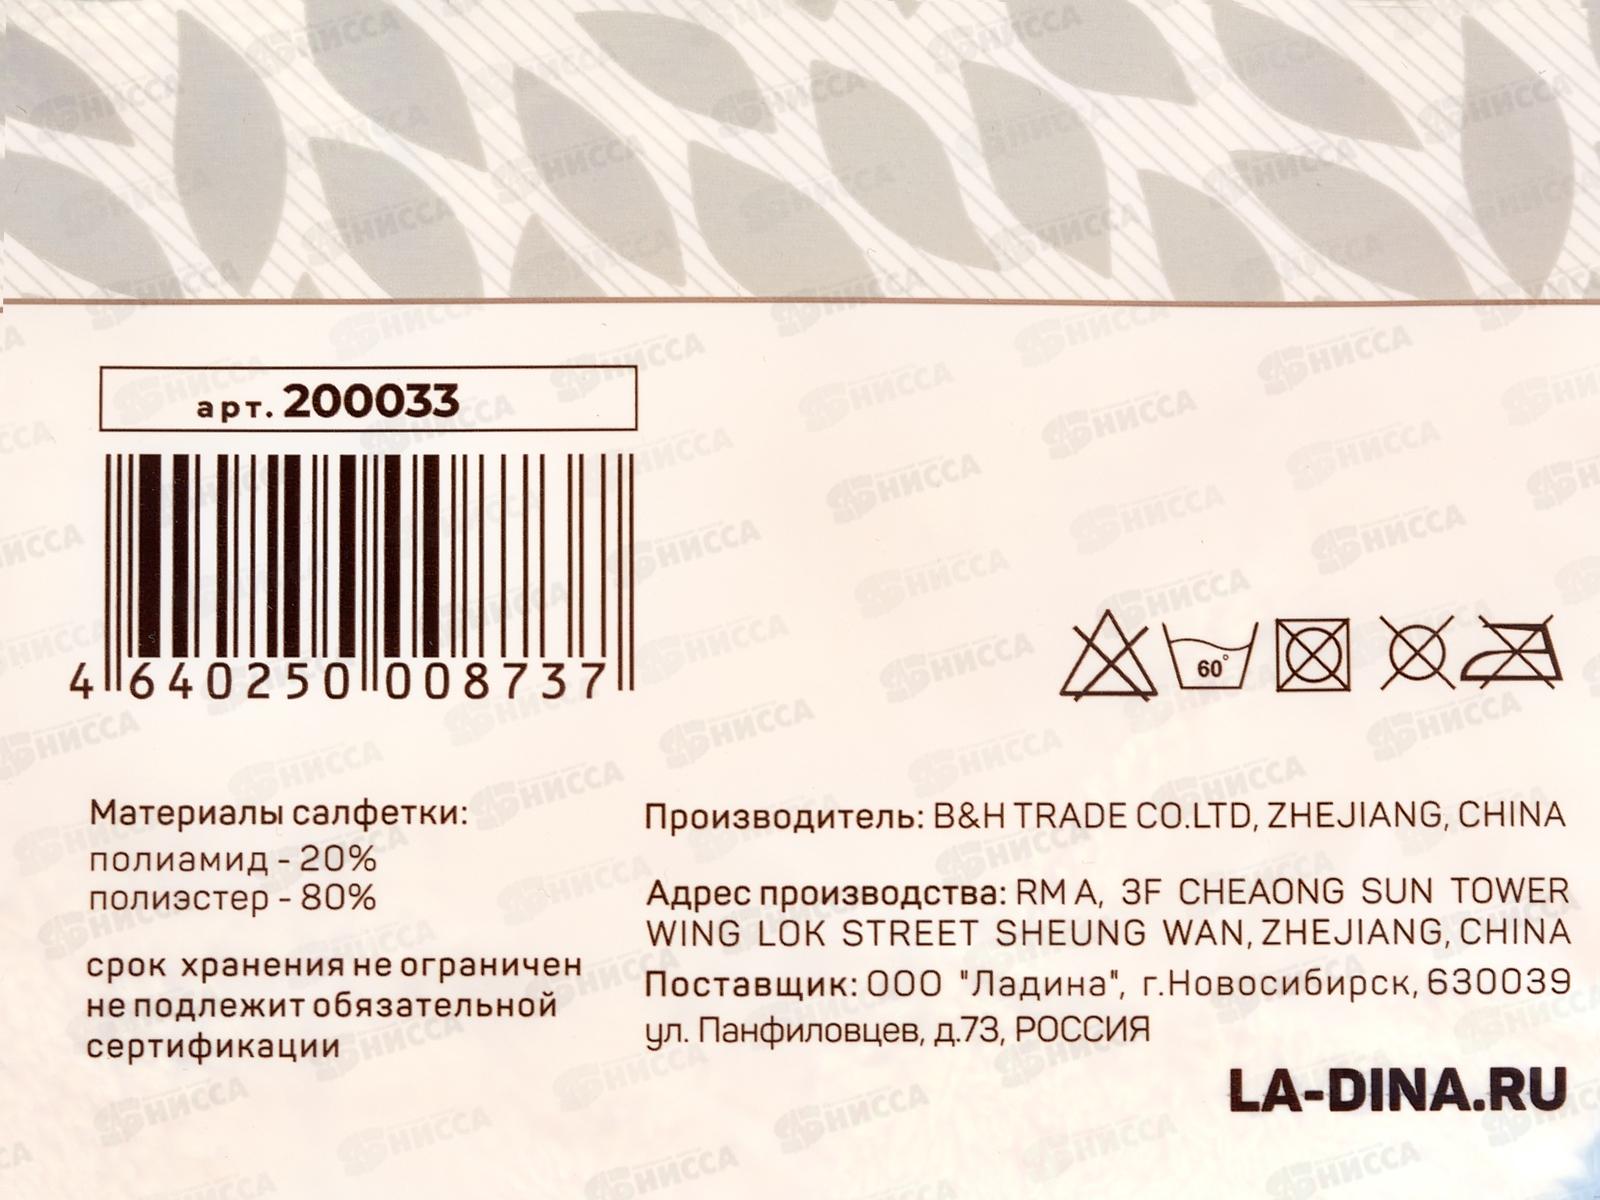 арт. 200033
4 640250 008737
60°
Материалы салфетки:
полиамид - 20%
полиэстер - 80%
срок хранения не ограничен
не подлежит обязательной
сертификации
Производитель: B&H TRADE CO.LTD, ZHEJIANG, CHINA
Адрес производства: RM A, 3F CHEAONG SUN TOWER
WING LOK STREET SHEUNG WAN, ZHEJIANG, CHINA
Поставщик: ООО "Ладина", г.Новосибирск, 630039
ул. Панфиловцев, д.73, РОССИЯ
LA-DINA.RU
НИССА